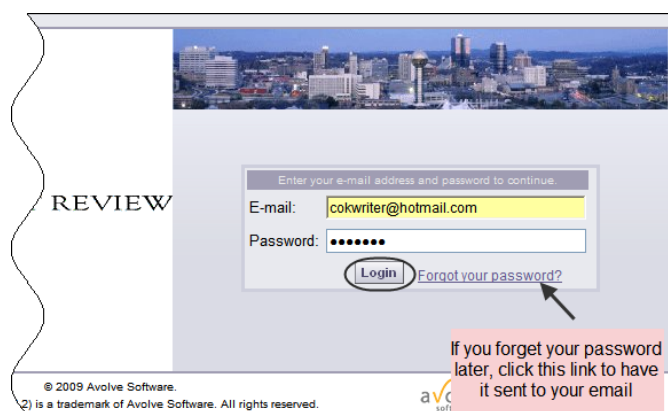 Enter your e-mail address and password to continue.
REVIEW
E-mail: cokwriter@hotmail.com
Password: •••••••
Login Forgot your password?
If you forget your password
later, click this link to have
it sent to your email
© 2009 Avolve Software.
2) is a trademark of Avolve Software. All rights reserved.